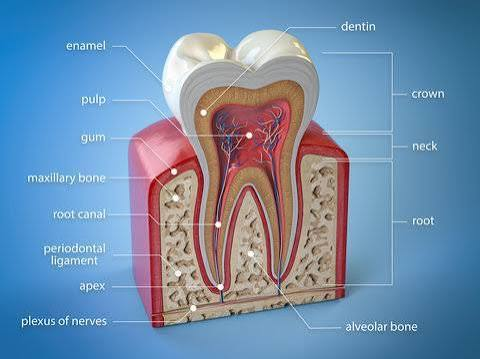 dentin
enamel
crown
pulp
gum
neck
maxillary bone
root canal
root
periodontal
ligament
apex
plexus of nerves
alveolar bone